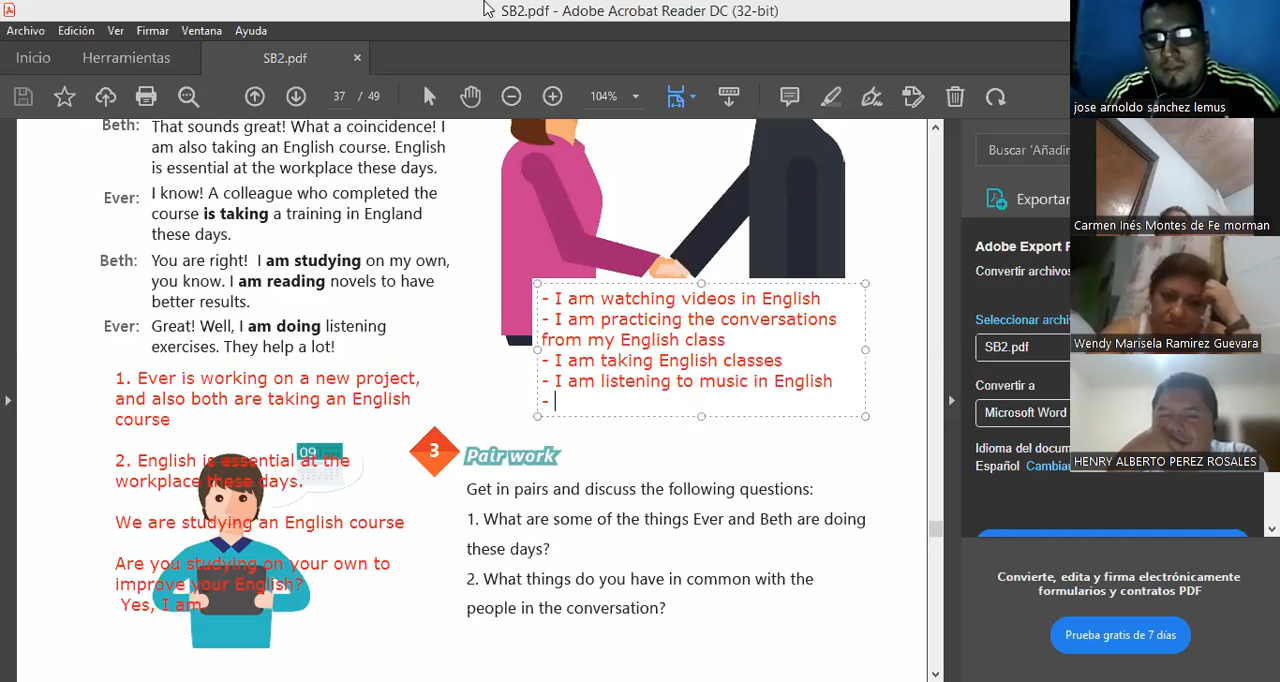 SB2.pdf - Adobe Acrobat Reader DC (32-bit)
Archivo Edición Ver Firmar Ventana Ayuda
Inicio Herramientas SB2.pdf ×
37 / 49 104%
Beth: That sounds great! What a coincidence! I
am also taking an English course. English
is essential at the workplace these days.
Ever: I know! A colleague who completed the
course is taking a training in England
these days.
Beth: You are right! I am studying on my own,
you know. I am reading novels to have
better results.
Ever: Great! Well, I am doing listening
exercises. They help a lot!
1. Ever is working on a new project,
and also both are taking an English
course
2. English is essential at the
workplace these days.
We are studying an English course
Are you studying on your own to
improve your English?
Yes, I am
09
- I am watching videos in English
- I am practicing the conversations
from my English class
- I am taking English classes
- I am listening to music in English
-
3 Pair work
Get in pairs and discuss the following questions:
1. What are some of the things Ever and Beth are doing
these days?
2. What things do you have in common with the
people in the conversation?
Buscar 'Añadir
Exportar
Adobe Export P
Convertir archivos
Seleccionar archi
SB2.pdf
Convertir a
Microsoft Word
Idioma del docum
Español Cambiar
Convierte, edita y firma electrónicamente
formularios y contratos PDF
Prueba gratis de 7 días
jose arnoldo sanchez lemus
Carmen Inés Montes de Fe morman
Wendy Marisela Ramirez Guevara
HENRY ALBERTO PEREZ ROSALES